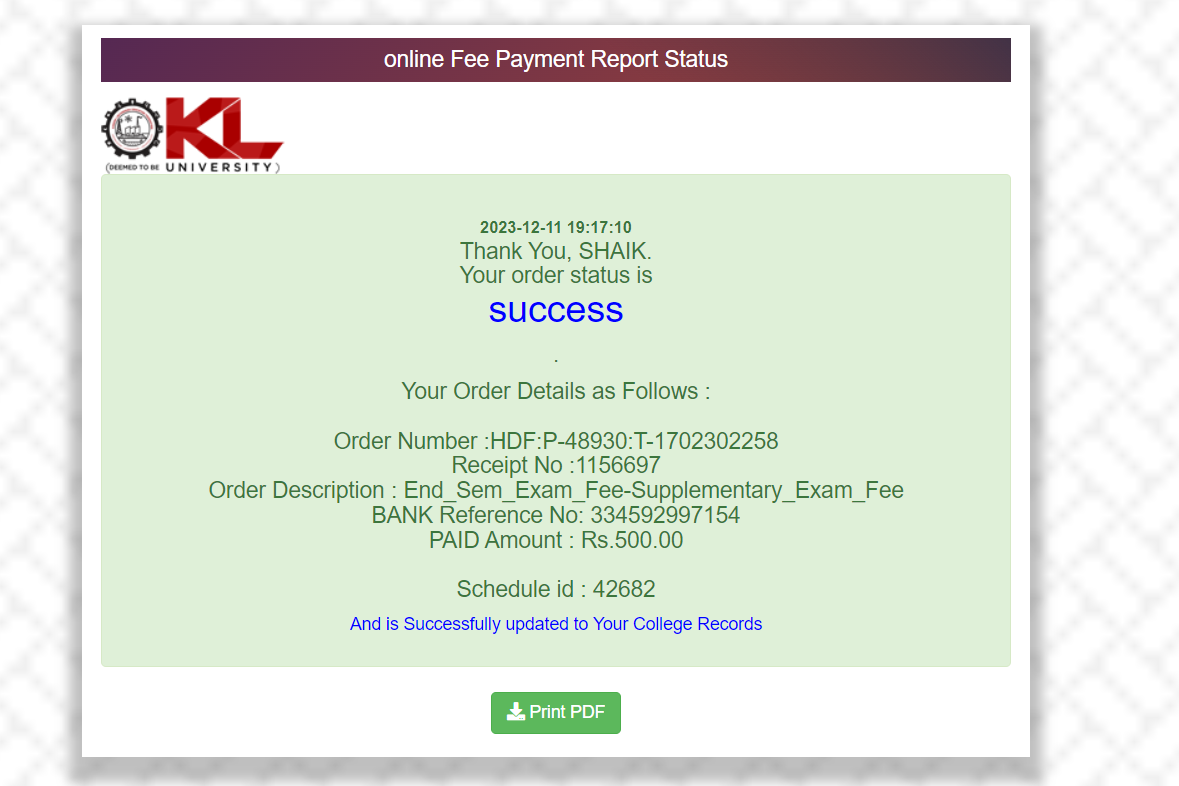 online Fee Payment Report Status
KL
(DEEMED TO BE UNIVERSITY)
2023-12-11 19:17:10
Thank You, SHAIK.
Your order status is
success
.
Your Order Details as Follows :
Order Number :HDF:P-48930:T-1702302258
Receipt No :1156697
Order Description : End_Sem_Exam_Fee-Supplementary_Exam_Fee
BANK Reference No: 334592997154
PAID Amount : Rs.500.00
Schedule id : 42682
And is Successfully updated to Your College Records
Print PDF